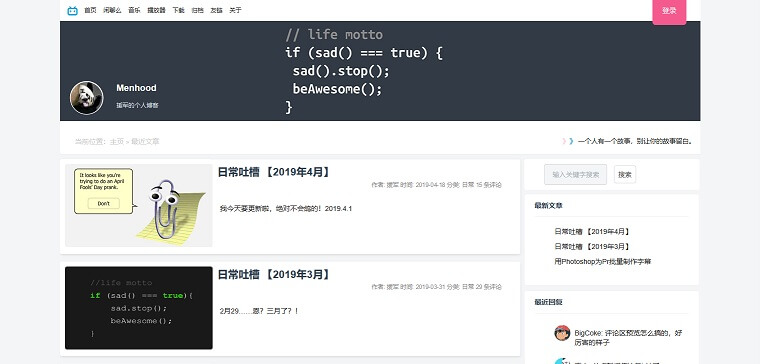 首页 闲聊么 音乐 播放器 下载 归档 友链 关于
登录
// life motto
if (sad() === true) {
sad().stop();
beAwesome();
}
Menhood
援军的个人博客
当前位置：主页 » 最近文章
一个人有一个故事，别让你的故事留白。
It looks like you're
trying to do an April
Fools' Day prank.
Don't
日常吐槽 【2019年4月】
作者: 援军 时间: 2019-04-18 分类: 日常 15 条评论
我今天要更新啦，绝对不会鸽的！2019.4.1
//life motto
if (sad() === true){
sad.stop();
beAwesome();
}
日常吐槽 【2019年3月】
作者: 援军 时间: 2019-03-31 分类: 日常 29 条评论
2月29……恩？三月了？！
输入关键字搜索
搜索
最新文章
日常吐槽 【2019年4月】
日常吐槽 【2019年3月】
用Photoshop为Pr批量制作字幕
最近回复
BigCoke: 评论区预览怎么搞的，好
厉害的样子